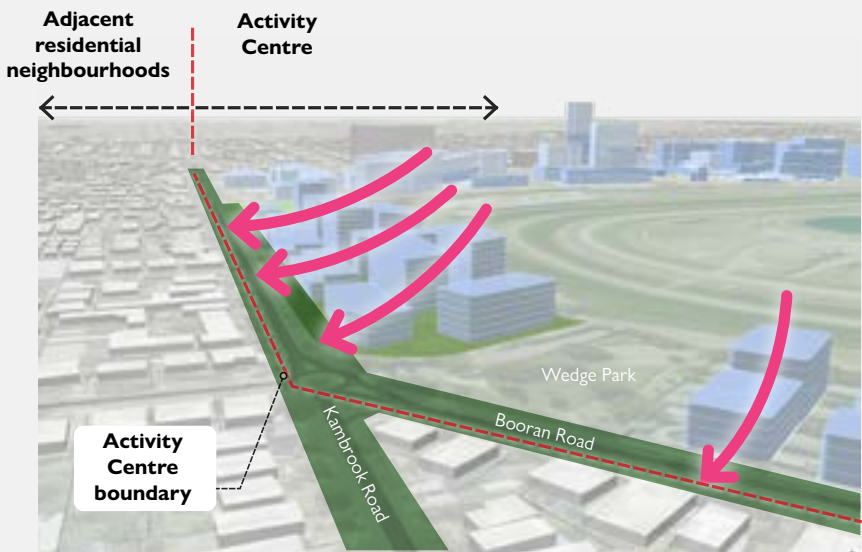 Adjacent
residential
neighbourhoods
Activity
Centre
Wedge Park
Booran Road
Kambrook Road
Activity
Centre
boundary